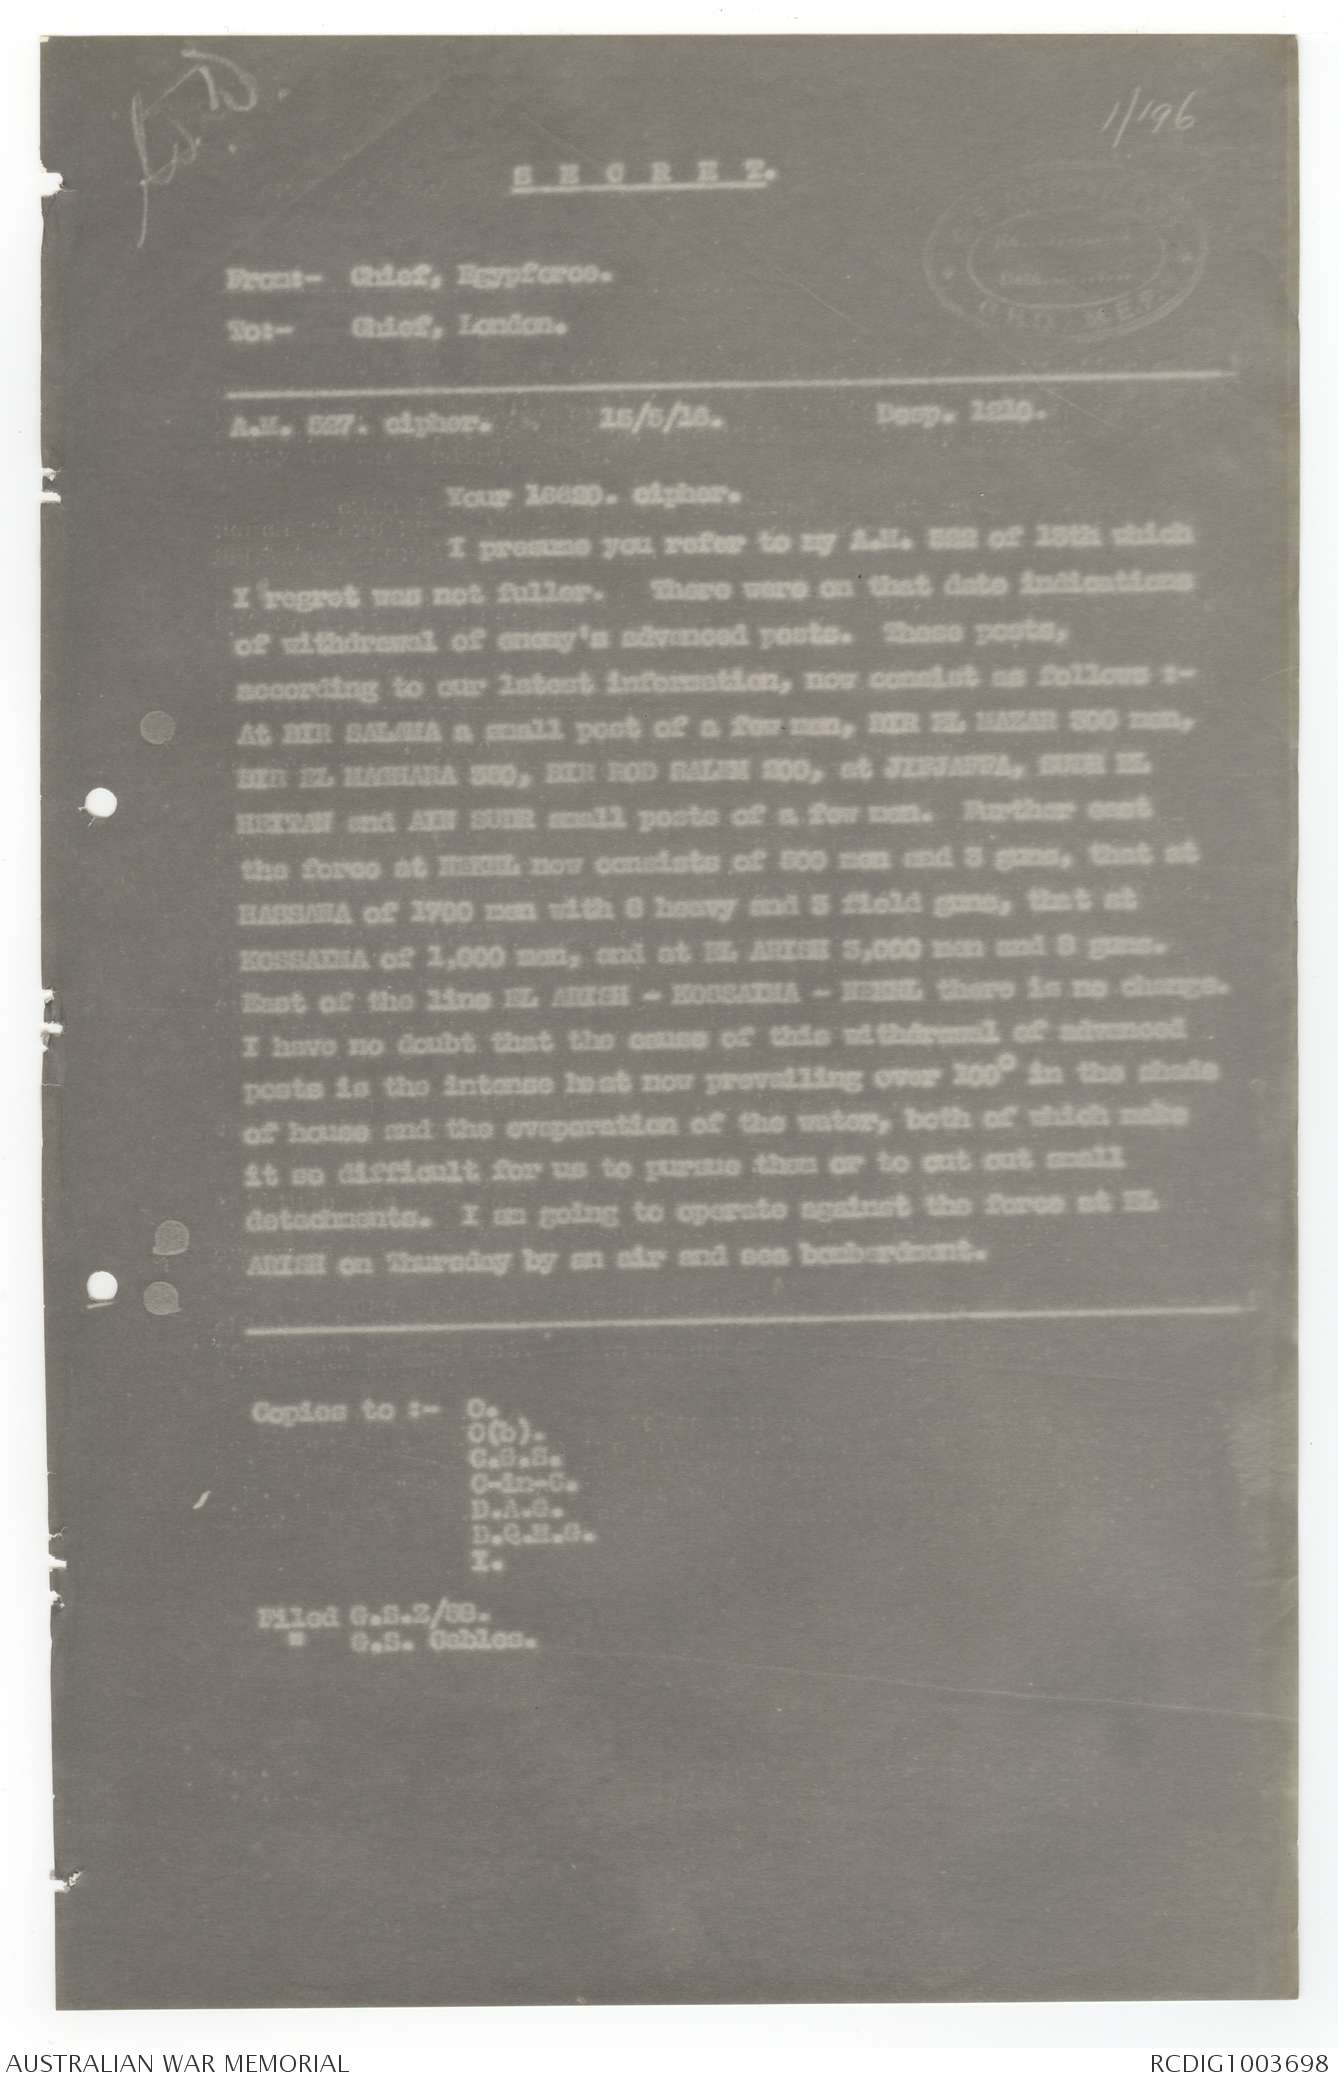 1/196
S E C R E T.
From:- Chief, Egypforce.
To:- Chief, London.
A.M. 527. cipher. 15/5/16. Desp. 1210.
Your 16620. cipher.
I presume you refer to my A.M. 522 of 13th which
I regret was not fuller. There were on that date indications
of withdrawal of enemy's advanced posts. These posts,
according to our latest information, now consist as follows :-
At BIR SALAMA a small post of a few men, BIR EL MAZAR 300 men,
BIR EL MAGHARA 350, BIR ROD SALEM 200, at JIFJAFFA, SUDR EL
HEITAN and AIN SUDR small posts of a few men. Further east
the force at NEKHL now consists of 500 men and 3 guns, that at
HASSANA of 1700 men with 6 heavy and 3 field guns, that at
KOSSAIMA of 1,000 men, and at EL ARISH 3,000 men and 8 guns.
East of the line EL ARISH - KOSSAIMA - NEKHL there is no change.
I have no doubt that the cause of this withdrawal of advanced
posts is the intense heat now prevailing over 100° in the shade
of house and the evaporation of the water, both of which make
it so difficult for us to pursue them or to cut out small
detachments. I am going to operate against the force at EL
ARISH on Thursday by an air and sea bombardment.
Copies to :- O.
O(b).
G.S.S.
C-in-C.
D.A.G.
D.Q.M.G.
I.
Filed G.S.Z/
" G.S. Cables.
AUSTRALIAN WAR MEMORIAL
RCDIG1003698